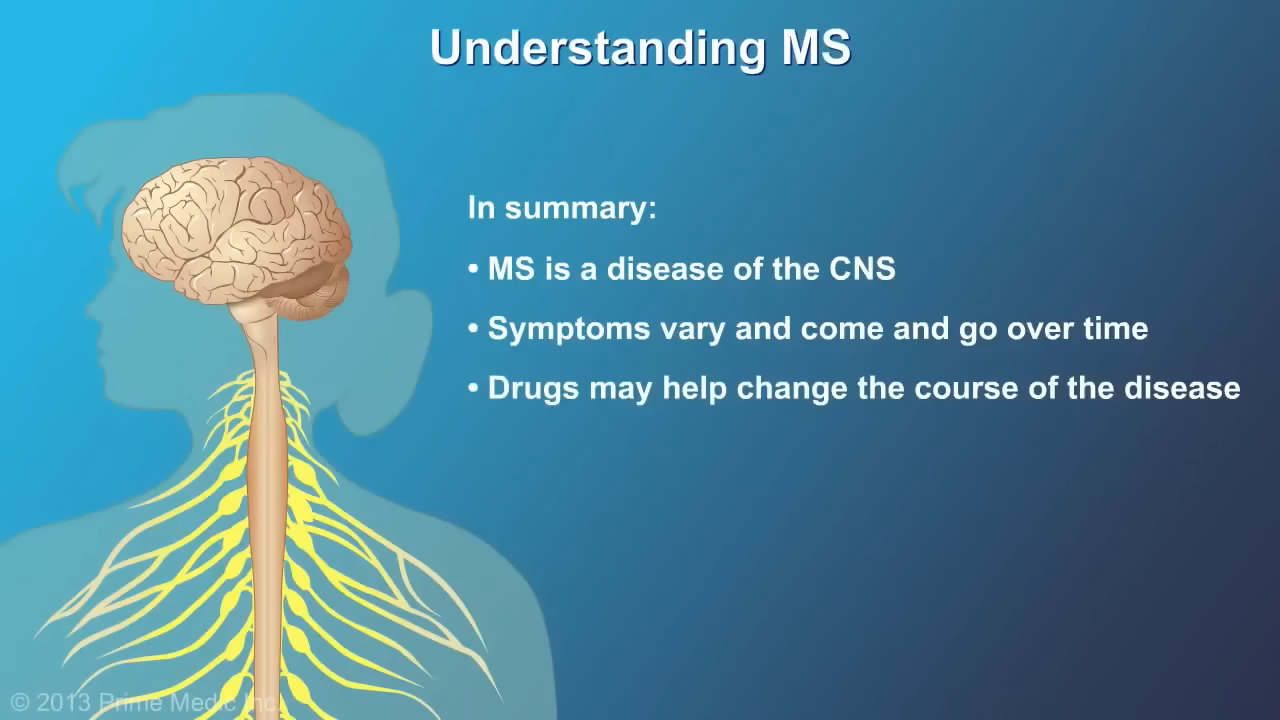 Understanding MS
In summary:
• MS is a disease of the CNS
• Symptoms vary and come and go over time
• Drugs may help change the course of the disease
© 2013 Prime Medic Inc.